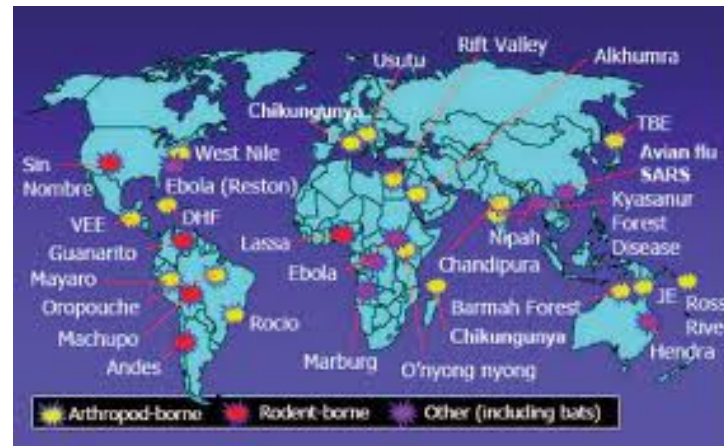 Usutu
Rift Valley
Alkhumra
Chikungunya
TBE
Sin
Nombre
West Nile
Avian flu
SARS
Ebola (Reston)
Kyasanur
Forest
Disease
VEE
DHF
Nipah
Guanarito
Lassa
Chandipura
Mayaro
Ebola
Oropouche
Barmah Forest
JE
Ross
River
Machupo
Rocio
Chikungunya
Hendra
Andes
Marburg
O'nyong nyong
Arthropod-borne
Rodent-borne
Other (including bats)